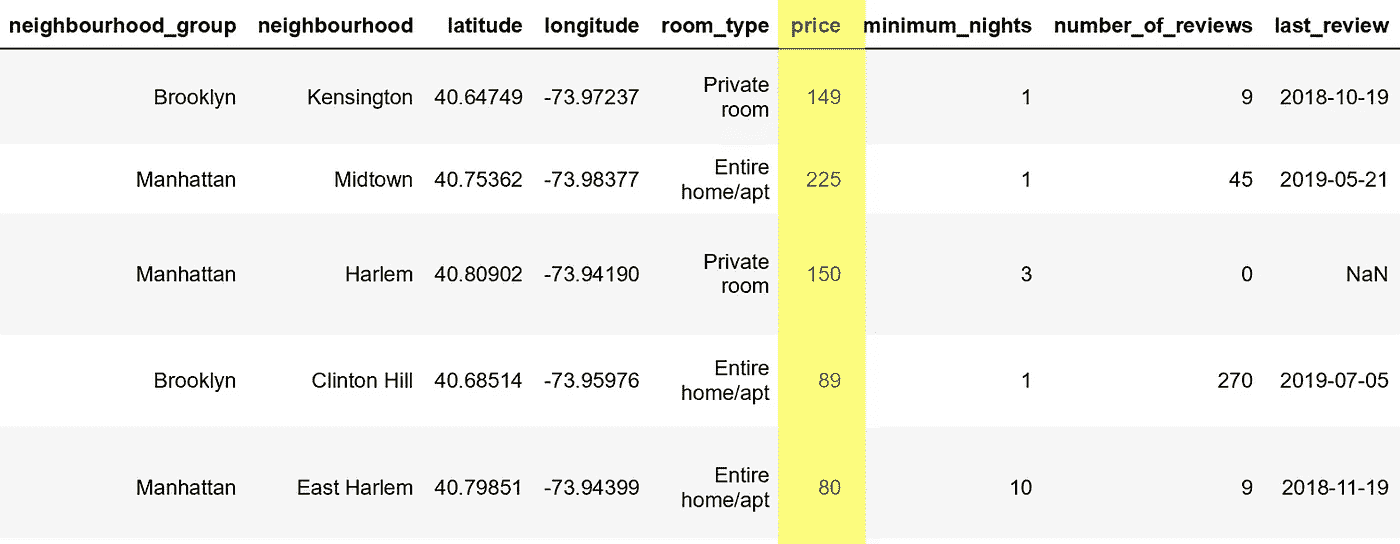 neighbourhood_group neighbourhood latitude longitude room_type price minimum_nights number_of_reviews last_review
Brooklyn Kensington 40.64749 -73.97237 Private room 149 1 9 2018-10-19
Manhattan Midtown 40.75362 -73.98377 Entire home/apt 225 1 45 2019-05-21
Manhattan Harlem 40.80902 -73.94190 Private room 150 3 0 NaN
Brooklyn Clinton Hill 40.68514 -73.95976 Entire home/apt 89 1 270 2019-07-05
Manhattan East Harlem 40.79851 -73.94399 Entire home/apt 80 10 9 2018-11-19